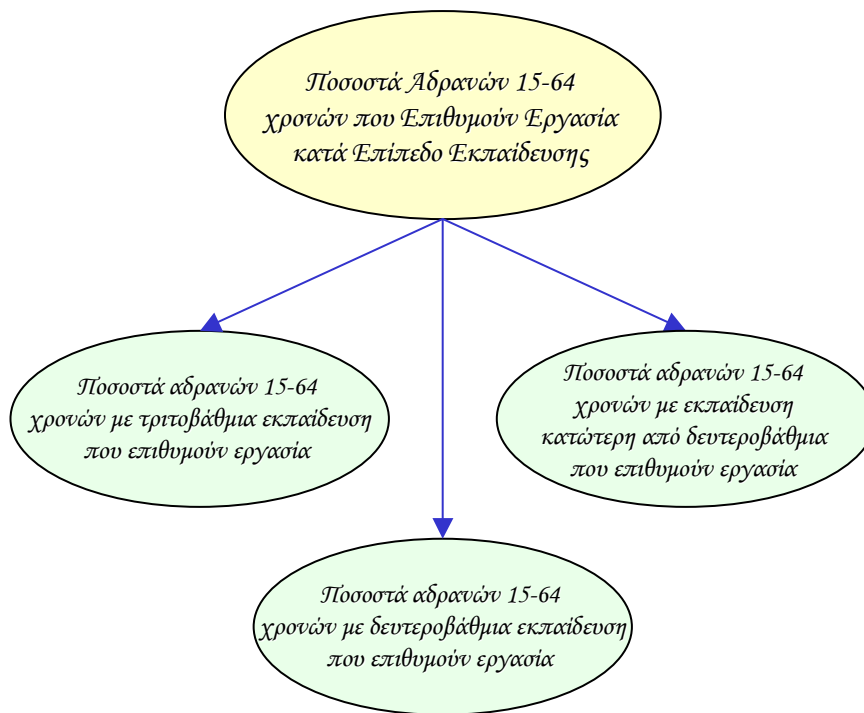 Ποσοστά Αδρανών 15-64
χρονών που Επιθυμούν Εργασία
κατά Επίπεδο Εκπαίδευσης
Ποσοστά αδρανών 15-64
χρονών με τριτοβάθμια εκπαίδευση
που επιθυμούν εργασία
Ποσοστά αδρανών 15-64
χρονών με εκπαίδευση
κατώτερη από δευτεροβάθμια
που επιθυμούν εργασία
Ποσοστά αδρανών 15-64
χρονών με δευτεροβάθμια εκπαίδευση
που επιθυμούν εργασία